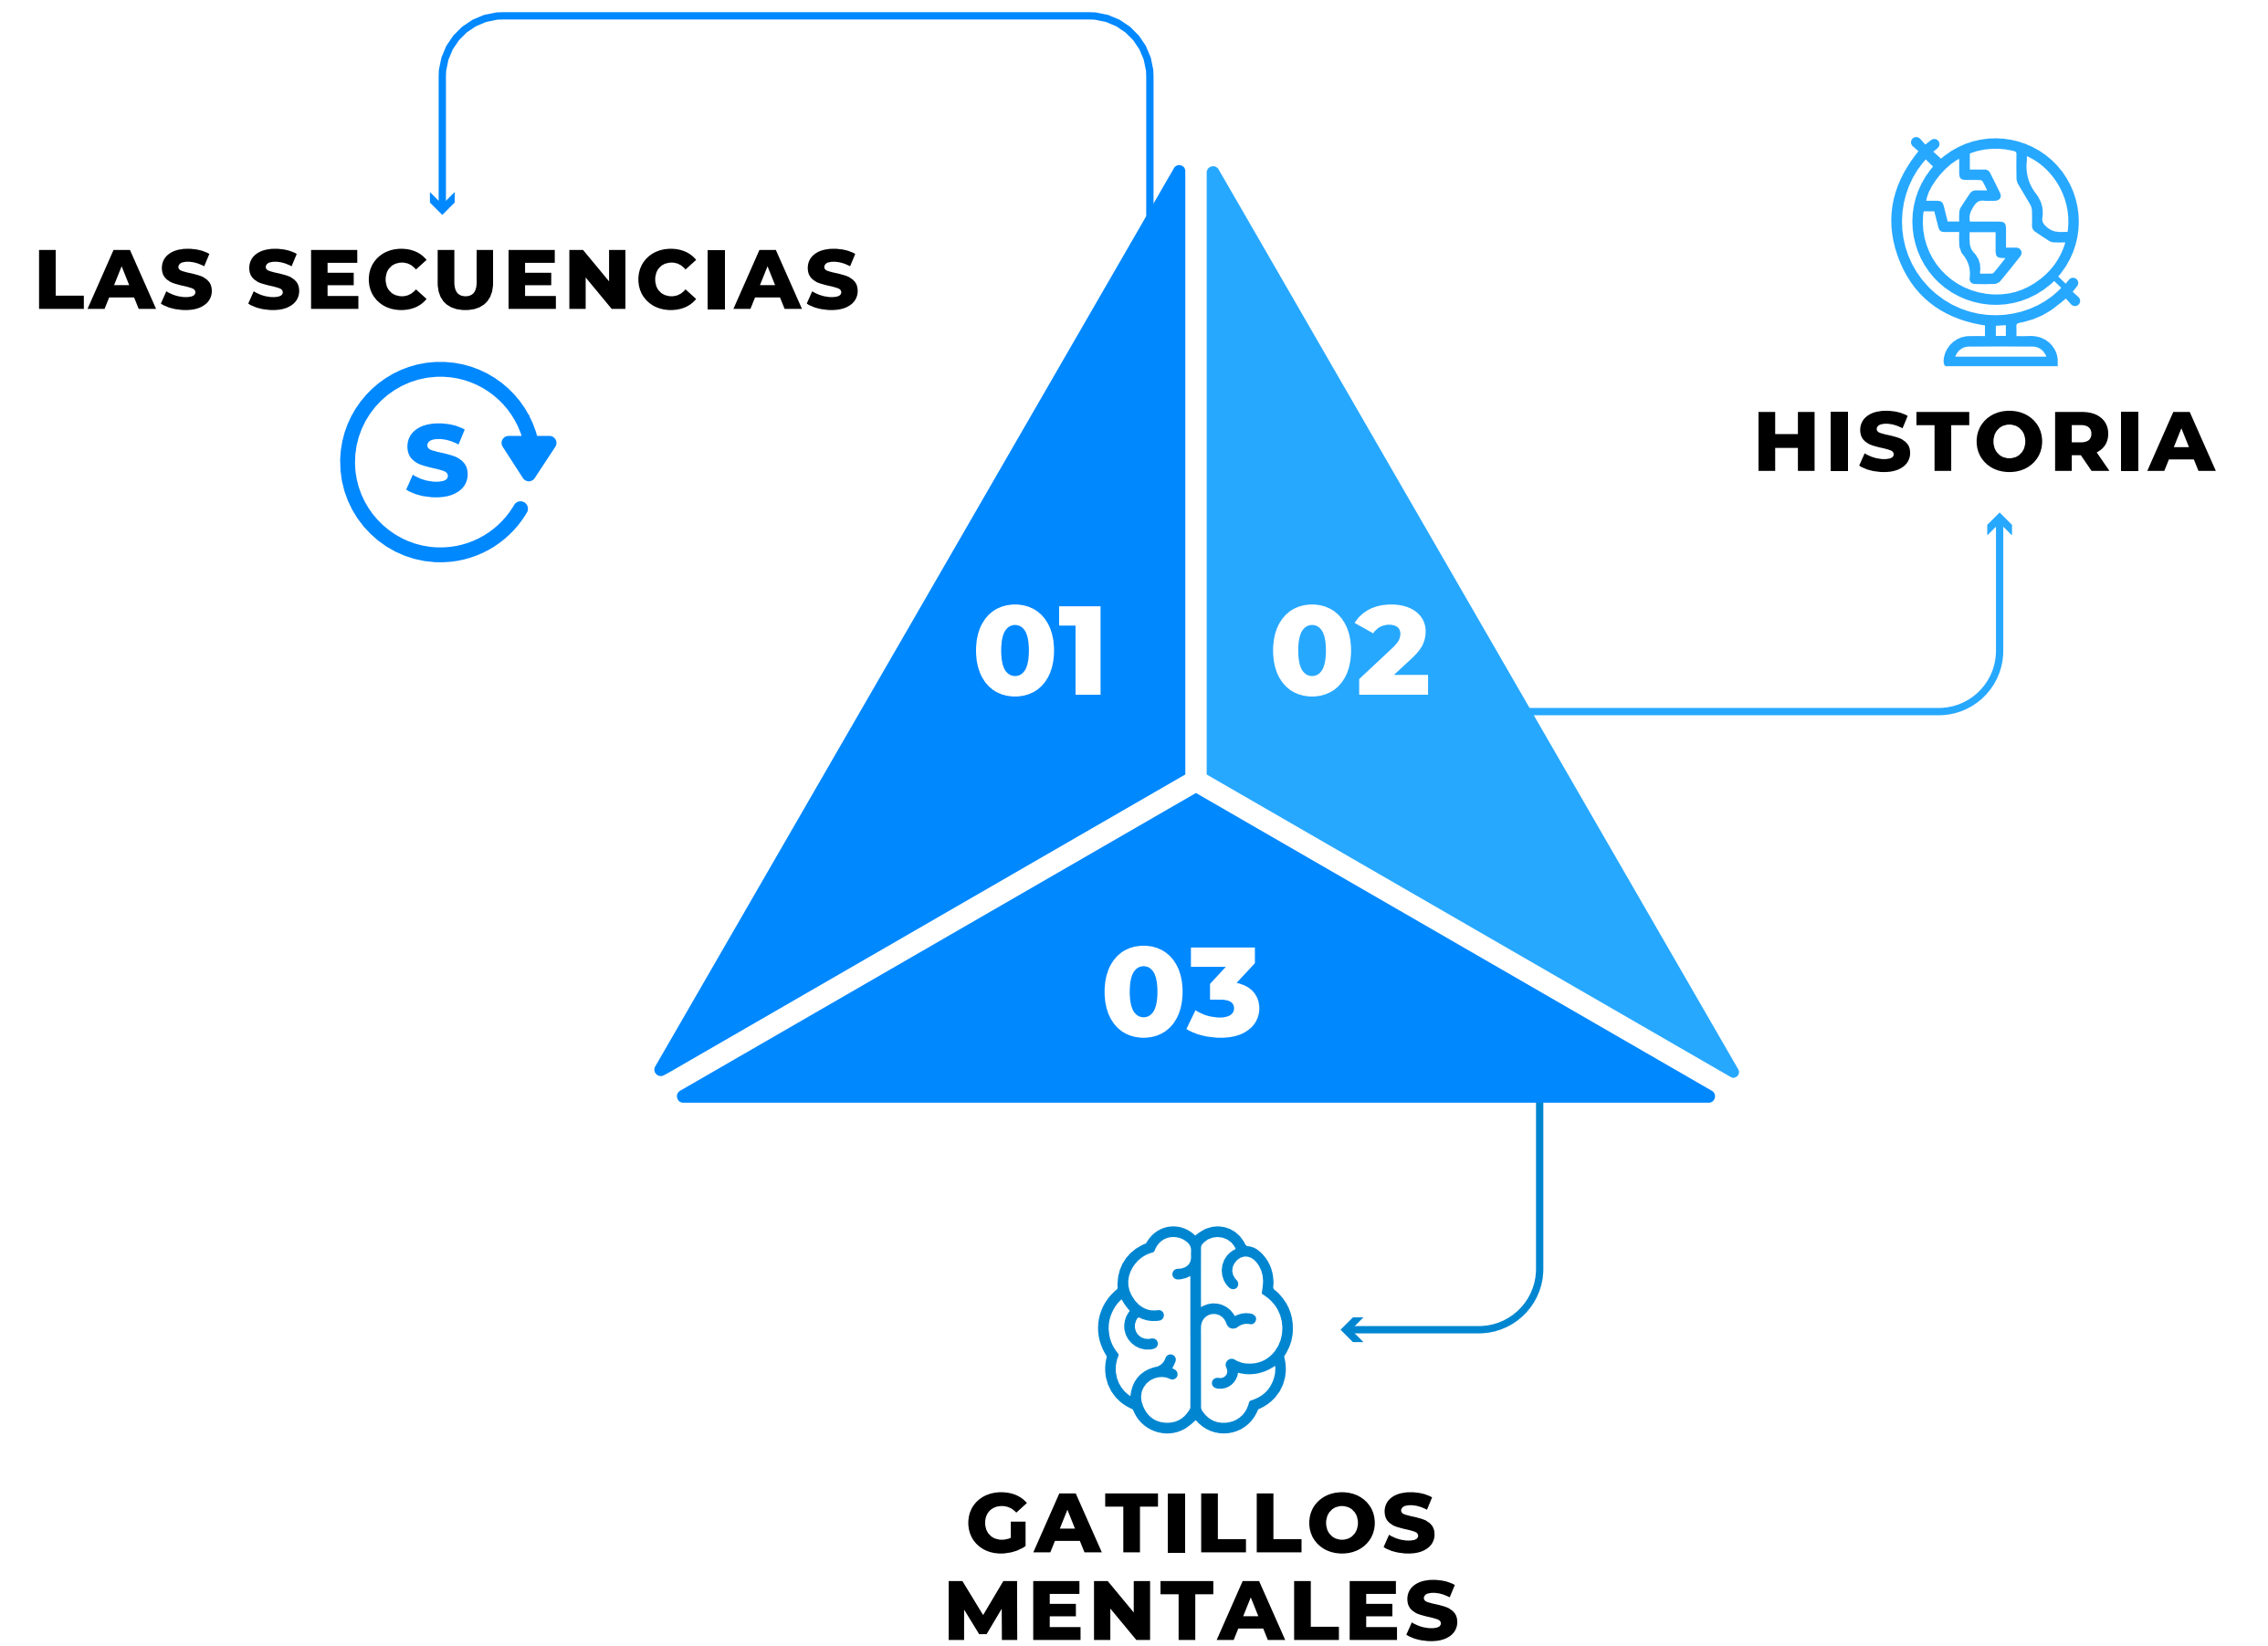 LAS SECUENCIAS
S
HISTORIA
01
02
03
GATILLOS
MENTALES